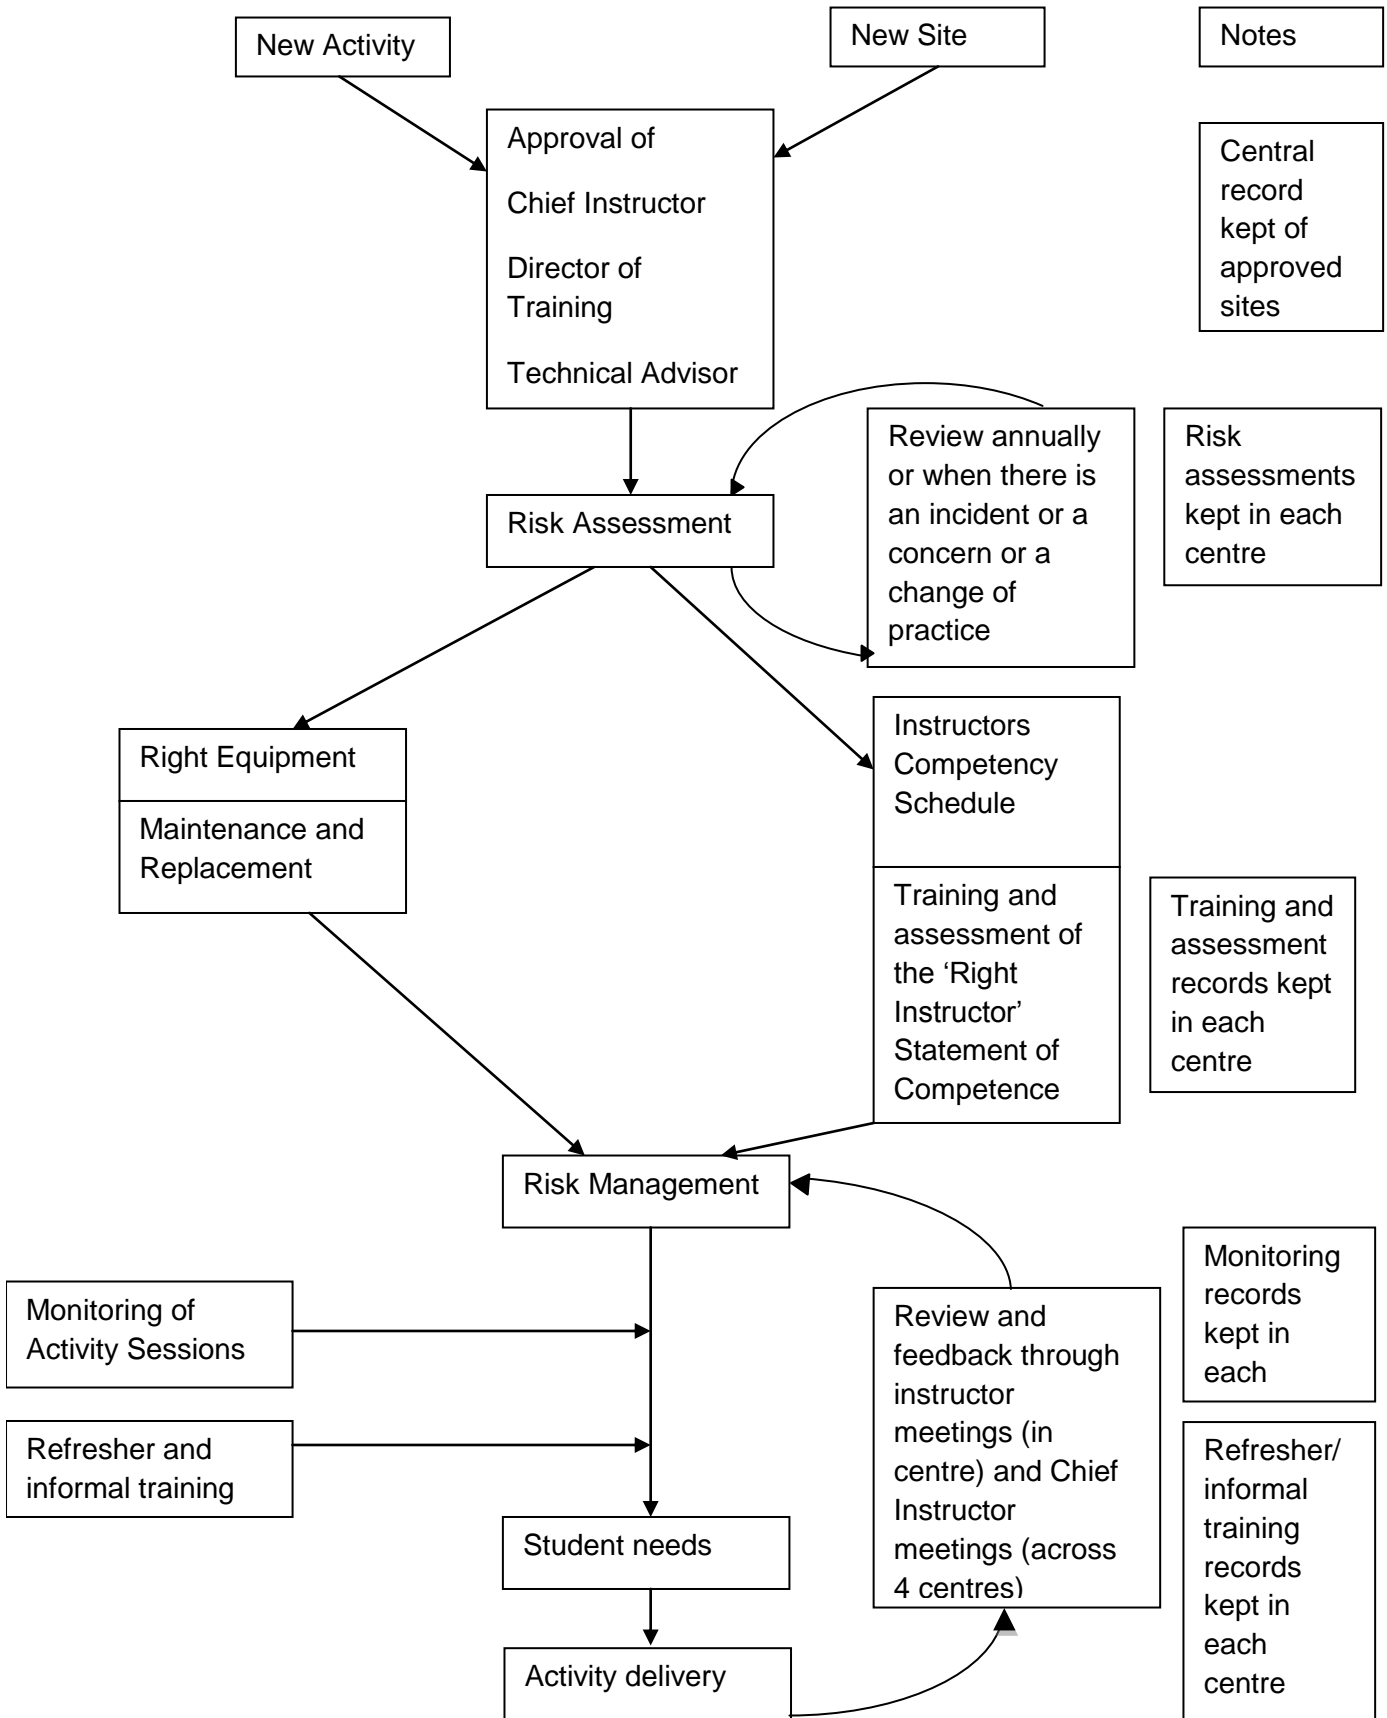 New Activity
New Site
Notes
Approval of
Chief Instructor
Director of
Training
Technical Advisor
Central
record
kept of
approved
sites
Review annually
or when there is
an incident or a
concern or a
change of
practice
Risk
assessments
kept in each
centre
Risk Assessment
Right Equipment
Maintenance and
Replacement
Instructors
Competency
Schedule
Training and
assessment of
the ‘Right
Instructor’
Statement of
Competence
Training and
assessment
records kept
in each
centre
Risk Management
Monitoring of
Activity Sessions
Refresher and
informal training
Review and
feedback through
instructor
meetings (in
centre) and Chief
Instructor
meetings (across
4 centres)
Monitoring
records
kept in
each
Refresher/
informal
training
records
kept in
each
centre
Student needs
Activity delivery